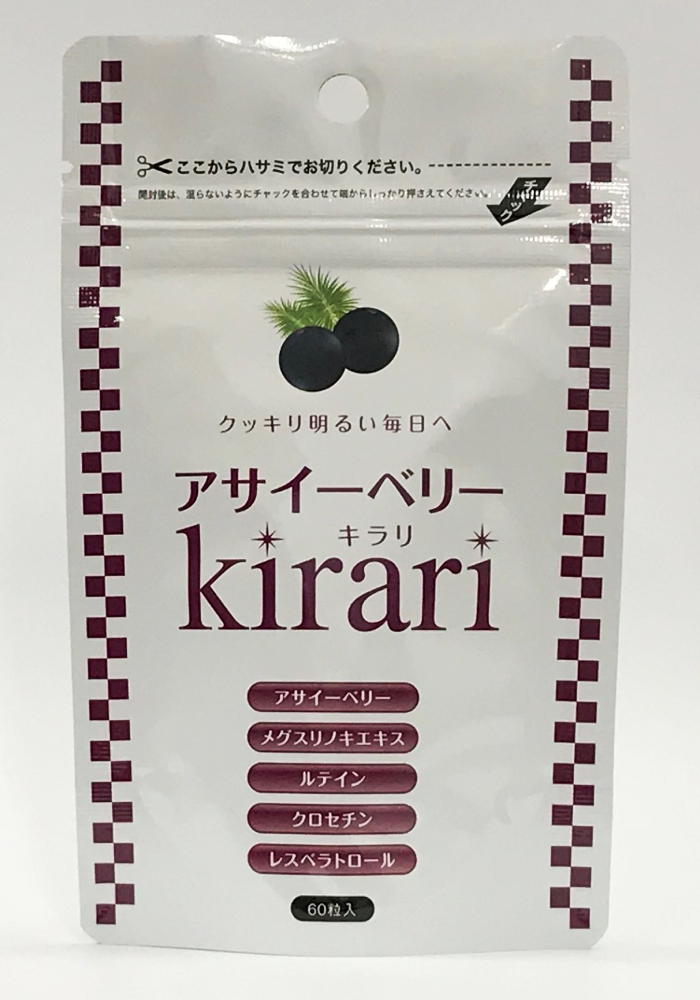 ここからハサミでお切りください。
開封後は、湿らないようにチャックを合わせて端からしっかり押さえてください。
チャック
クッキリ明るい毎日へ
アサイーベリー
キラリ
kirari
アサイーベリー
メグスリノキエキス
ルテイン
クロセチン
レスベラトロール
60粒入